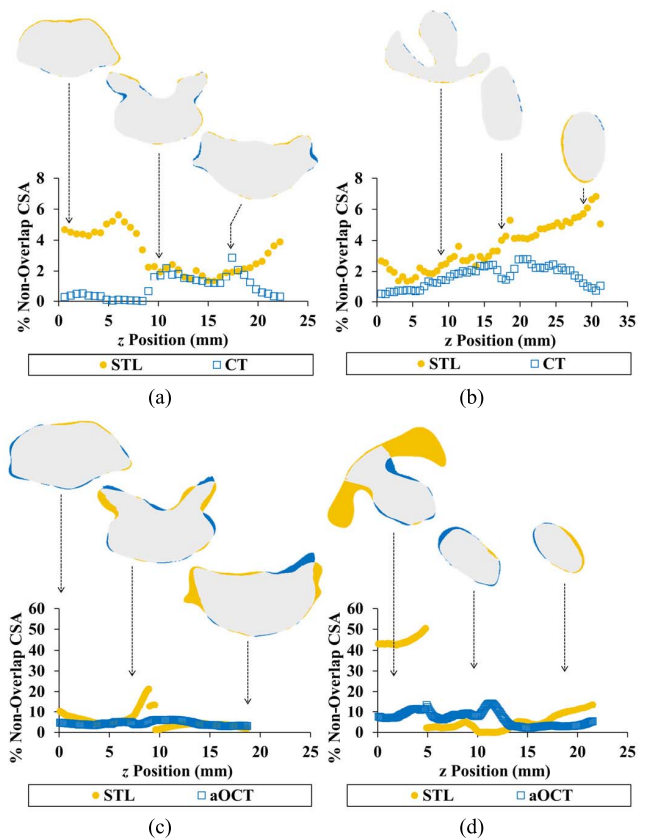 % Non-Overlap CSA
8
6
4
2
0
0 5 10 15 20 25
z Position (mm)
STL CT
(a)
% Non-Overlap CSA
8
6
4
2
0
0 5 10 15 20 25 30 35
z Position (mm)
STL CT
(b)
% Non-Overlap CSA
60
50
40
30
20
10
0
0 5 10 15 20 25
z Position (mm)
STL aOCT
(c)
% Non-Overlap CSA
60
50
40
30
20
10
0
0 5 10 15 20 25
z Position (mm)
STL aOCT
(d)